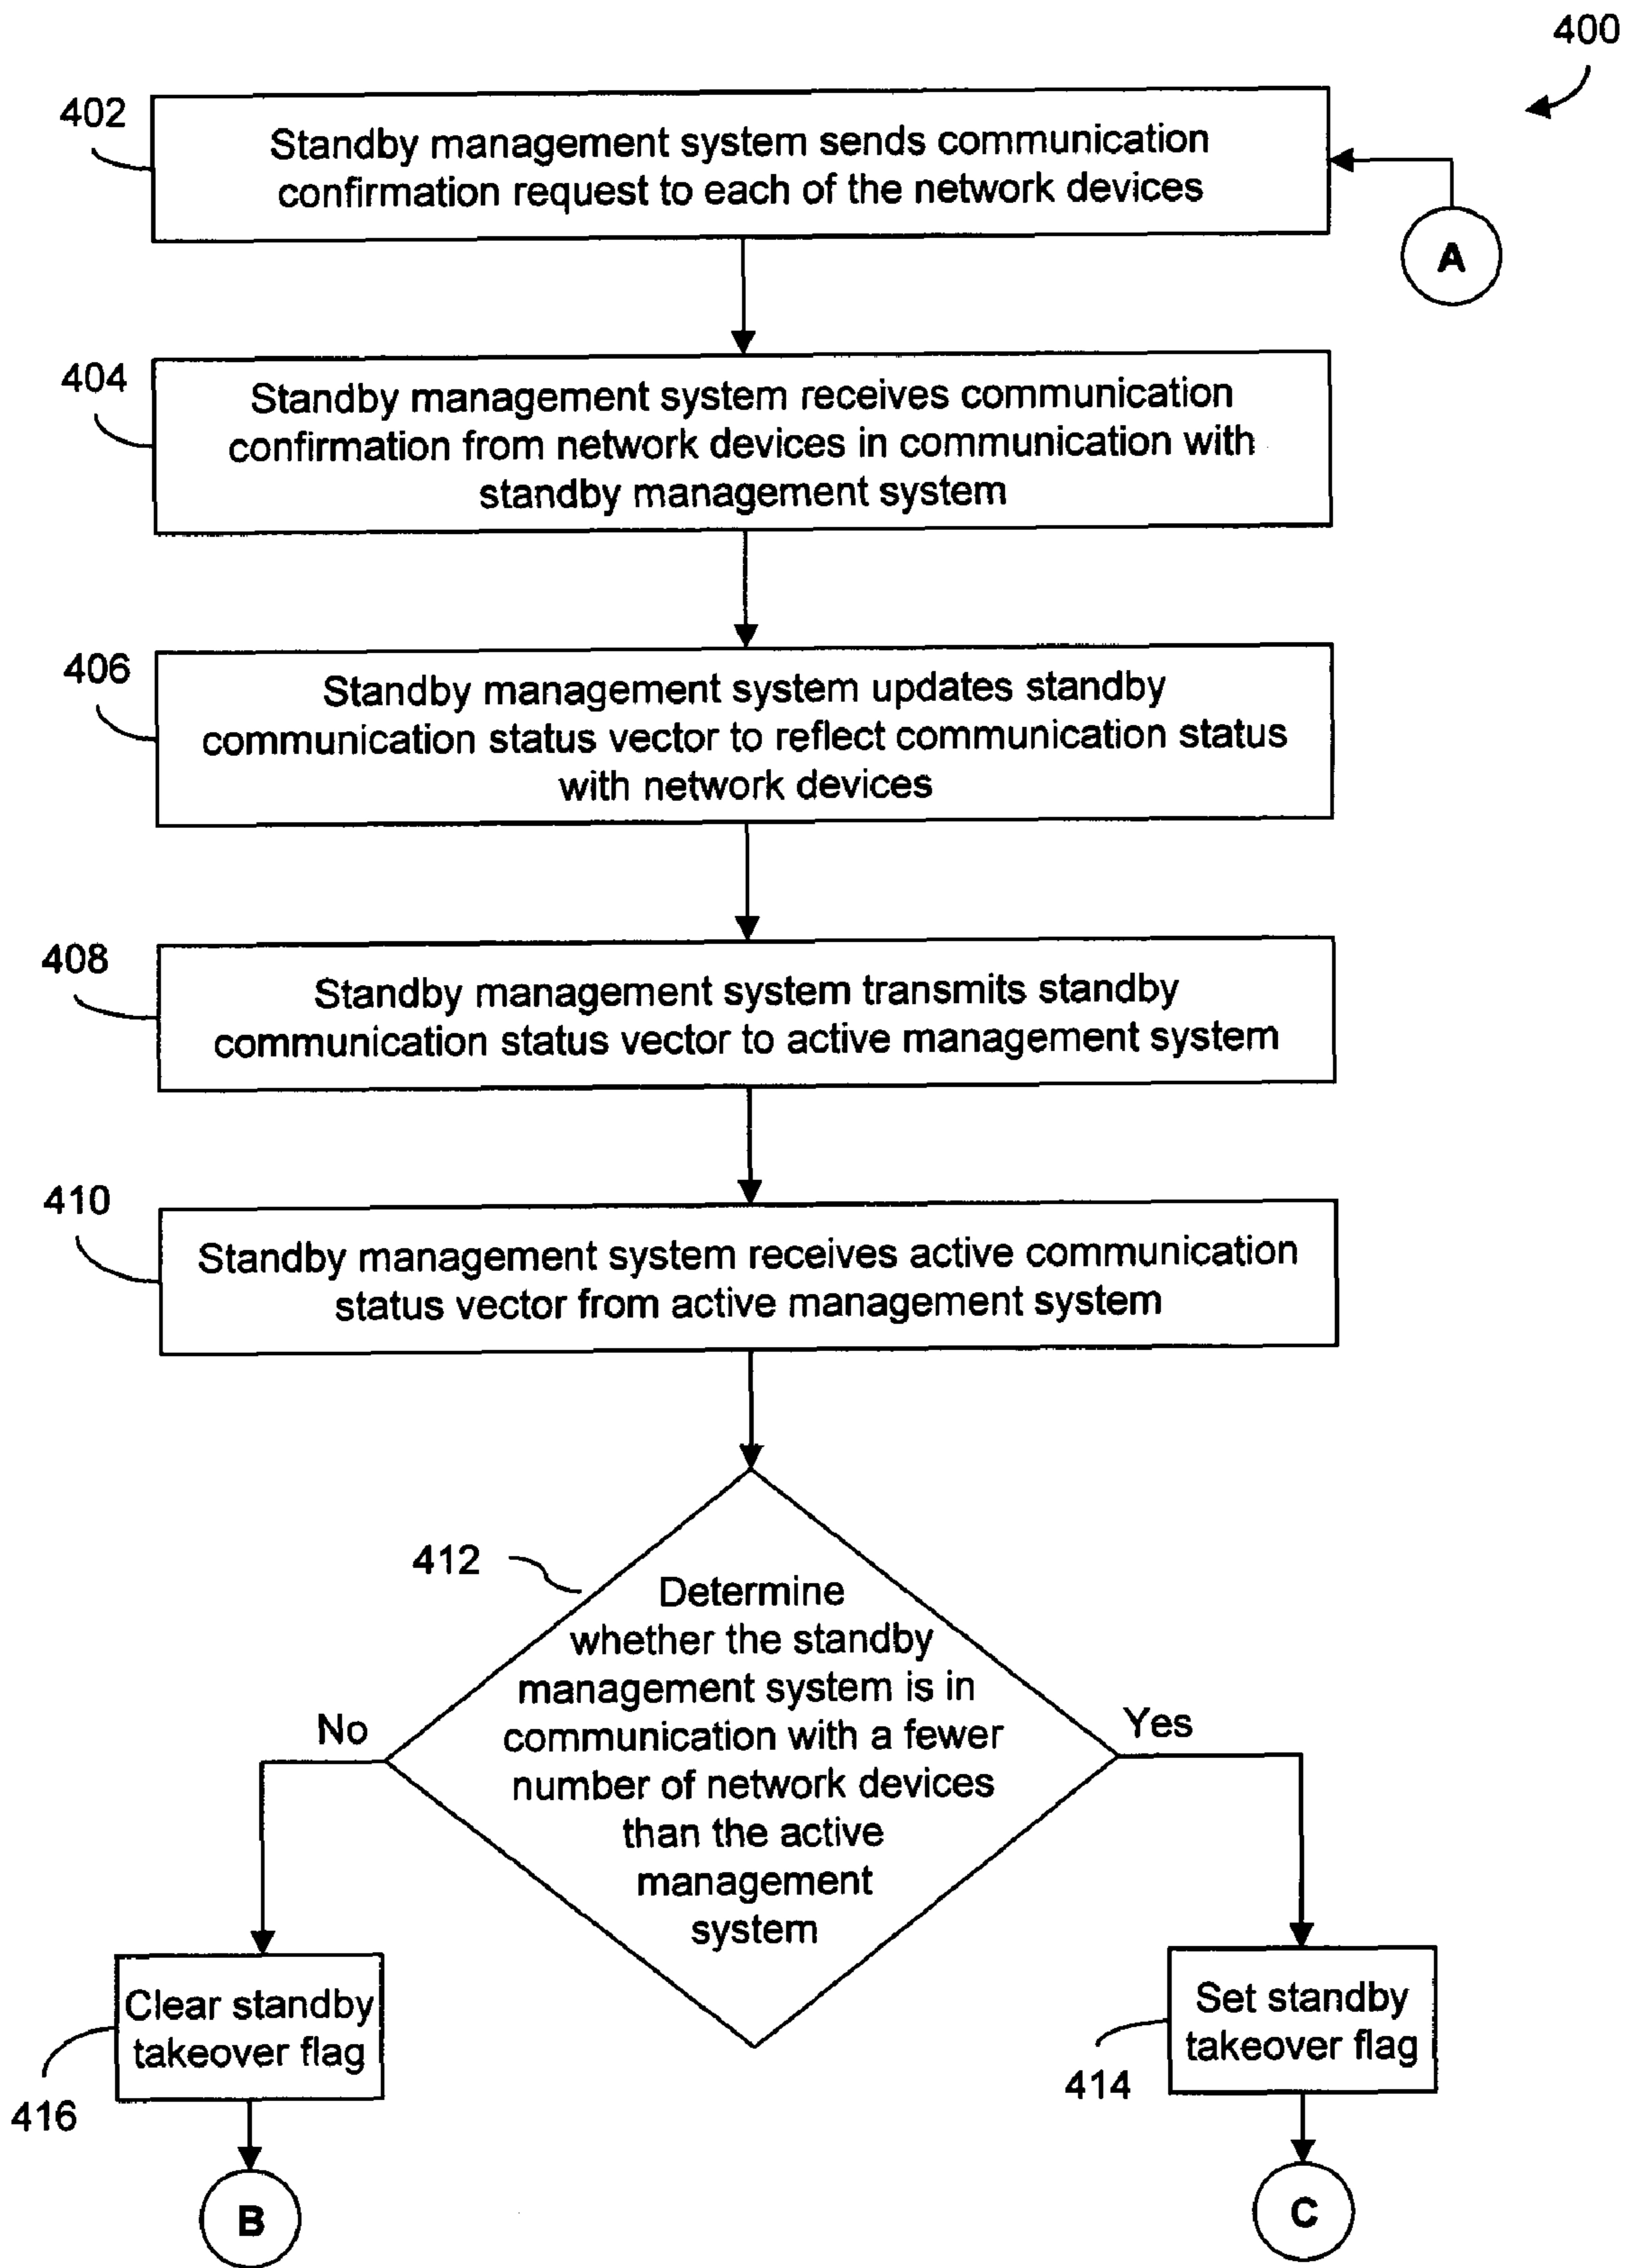 400
402
Standby management system sends communication
confirmation request to each of the network devices
A
404
Standby management system receives communication
confirmation from network devices in communication with
standby management system
406
Standby management system updates standby
communication status vector to reflect communication status
with network devices
408
Standby management system transmits standby
communication status vector to active management system
410
Standby management system receives active communication
status vector from active management system
412
Determine
whether the standby
management system is in
communication with a fewer
number of network devices
than the active
management
system
No
Yes
Clear standby
takeover flag
416
Set standby
takeover flag
414
B
C